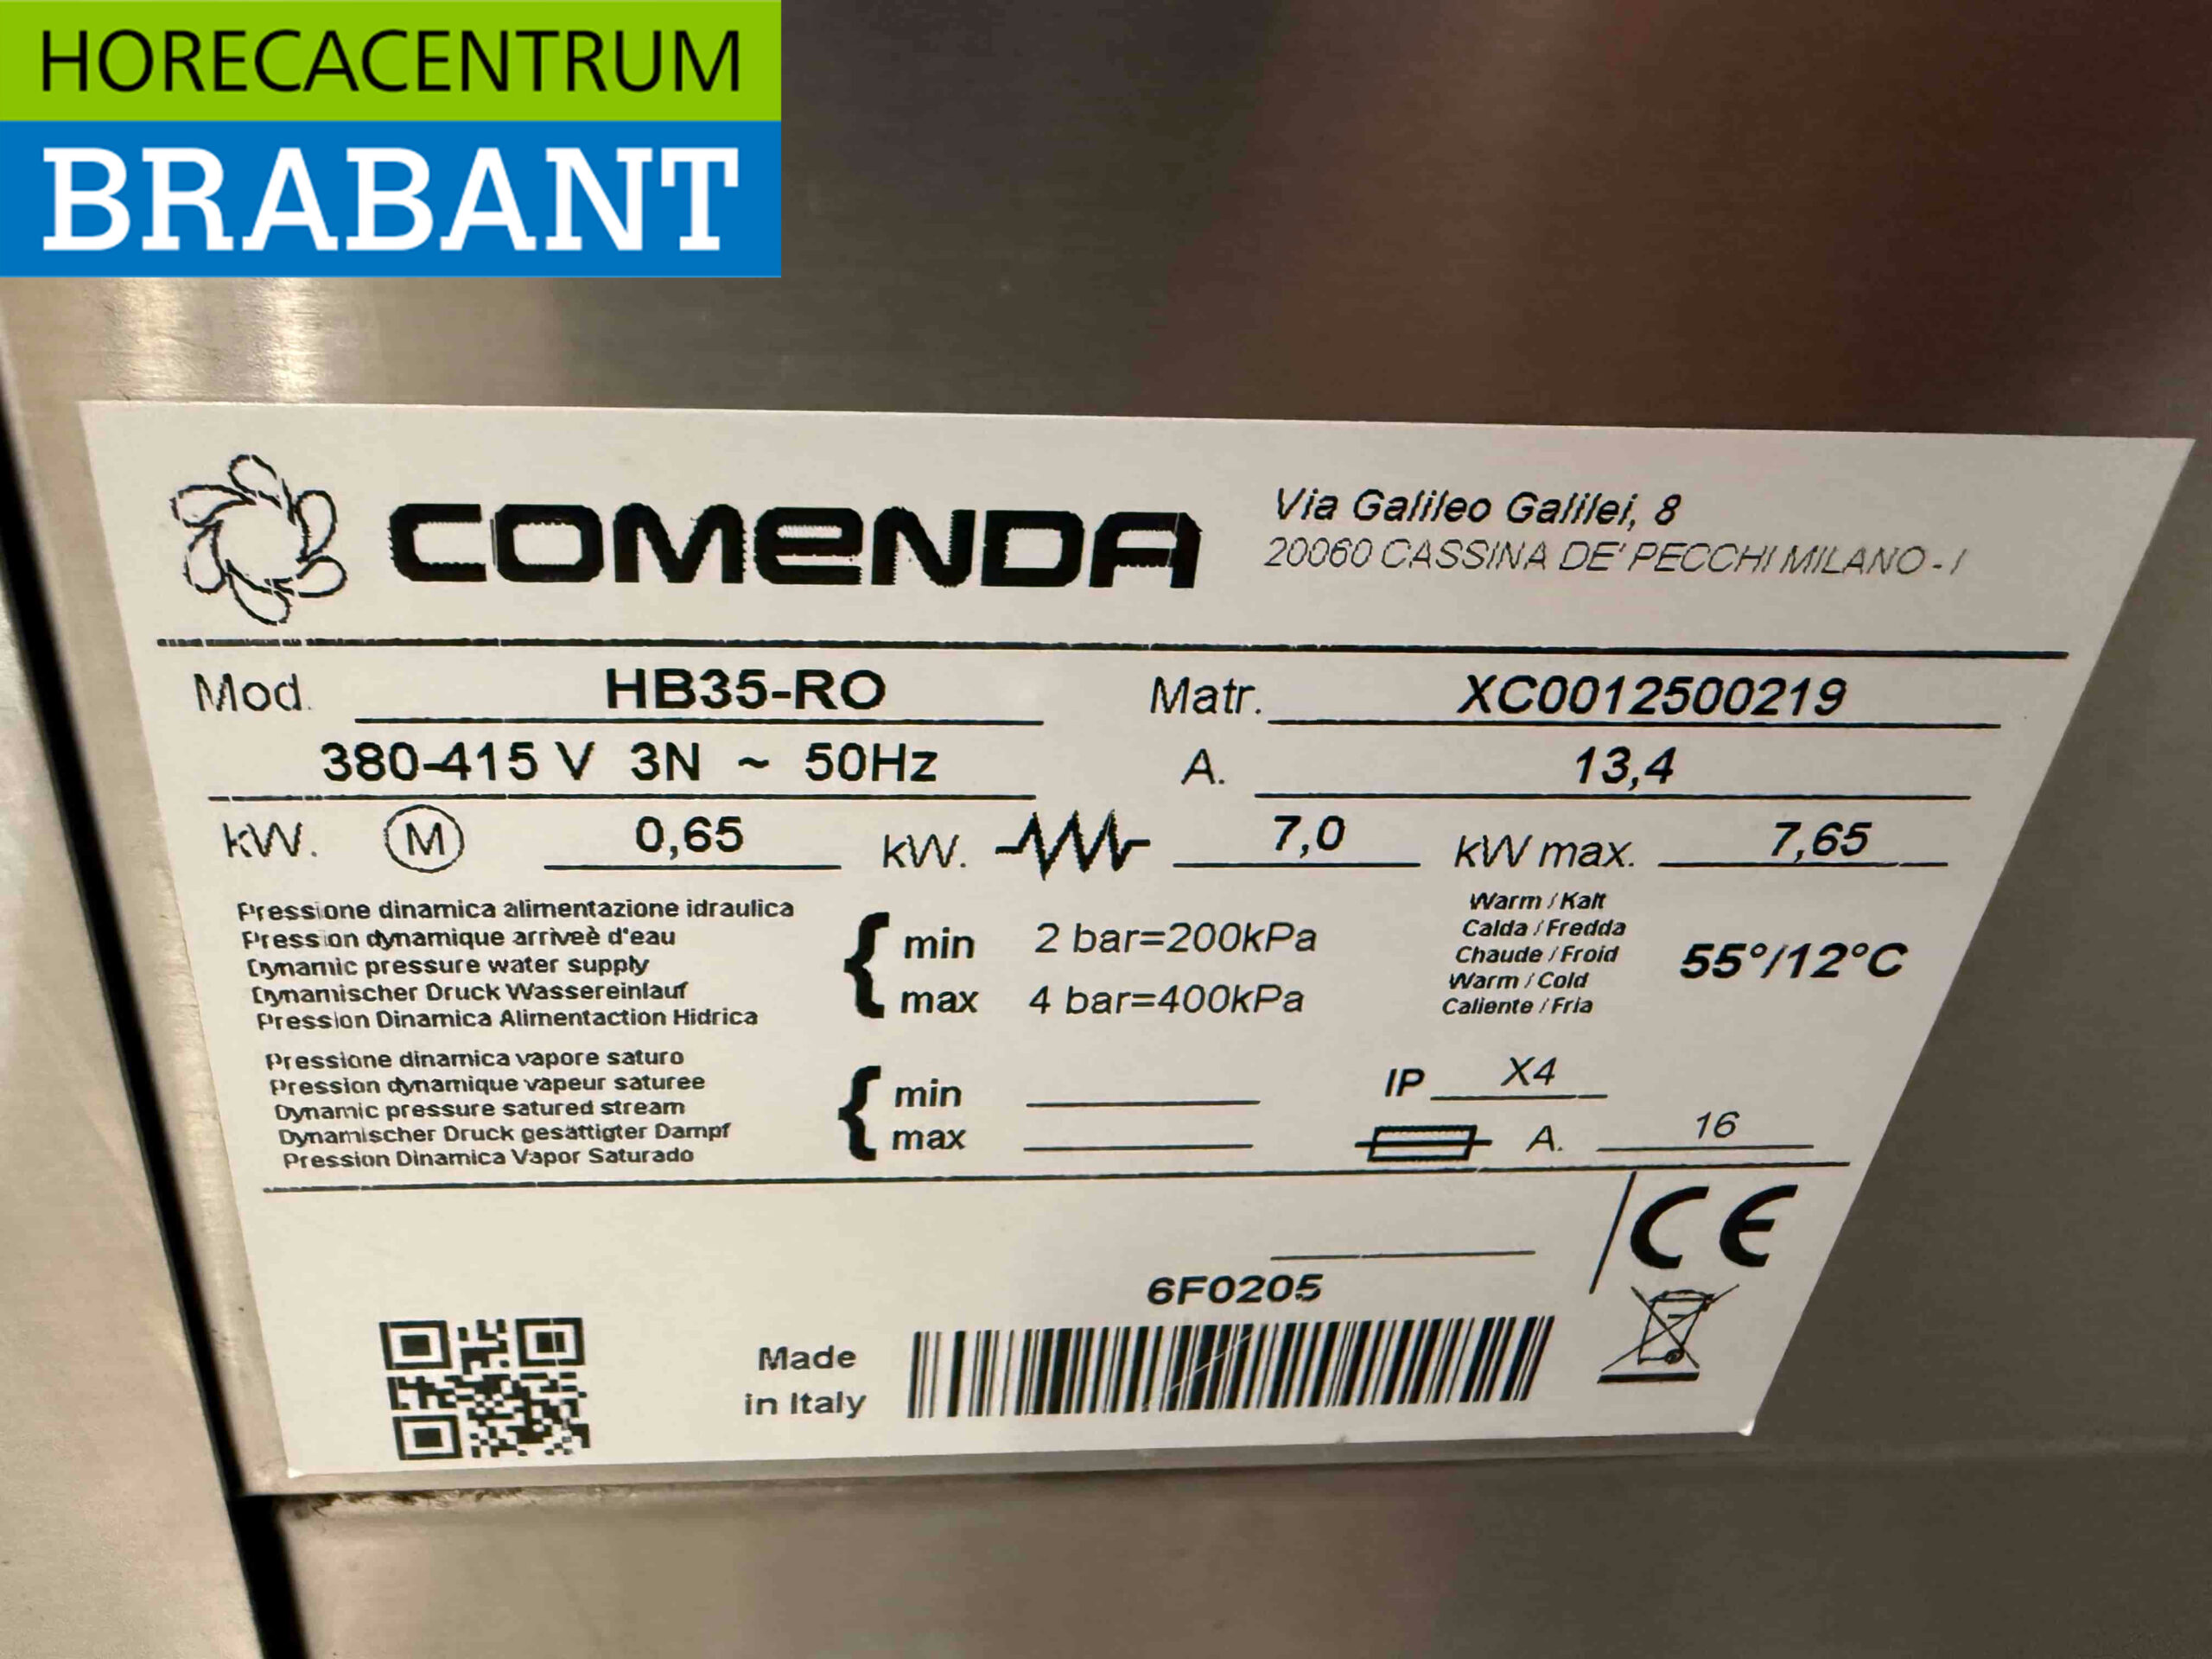 HORECACENTRUM
BRABANT
COMENDA
Via Galileo Galilei, 8
20060 CASSINA DE' PECCHI MILANO - I
Mod. HB35-RO Matr. XC0012500219
380-415 V 3N ~ 50Hz A. 13,4
kW. M 0,65 kW. 7,0 kW max. 7,65
Pressione dinamica alimentazione idraulica
Pression dynamique arriveè d'eau
Dynamic pressure water supply
Dynamischer Druck Wassereinlauf
Pression Dinamica Alimentaction Hidrica
{ min 2 bar=200kPa
max 4 bar=400kPa
Warm / Kalt
Calda / Fredda
Chaude / Froid
Warm / Cold
Caliente / Fria
55°/12°C
Pressione dinamica vapore saturo
Pression dynamique vapeur saturee
Dynamic pressure satured stream
Dynamischer Druck gesättigter Dampf
Pression Dinamica Vapor Saturado
{ min
max
IP X4
A. 16
CE
6F0205
Made
in Italy